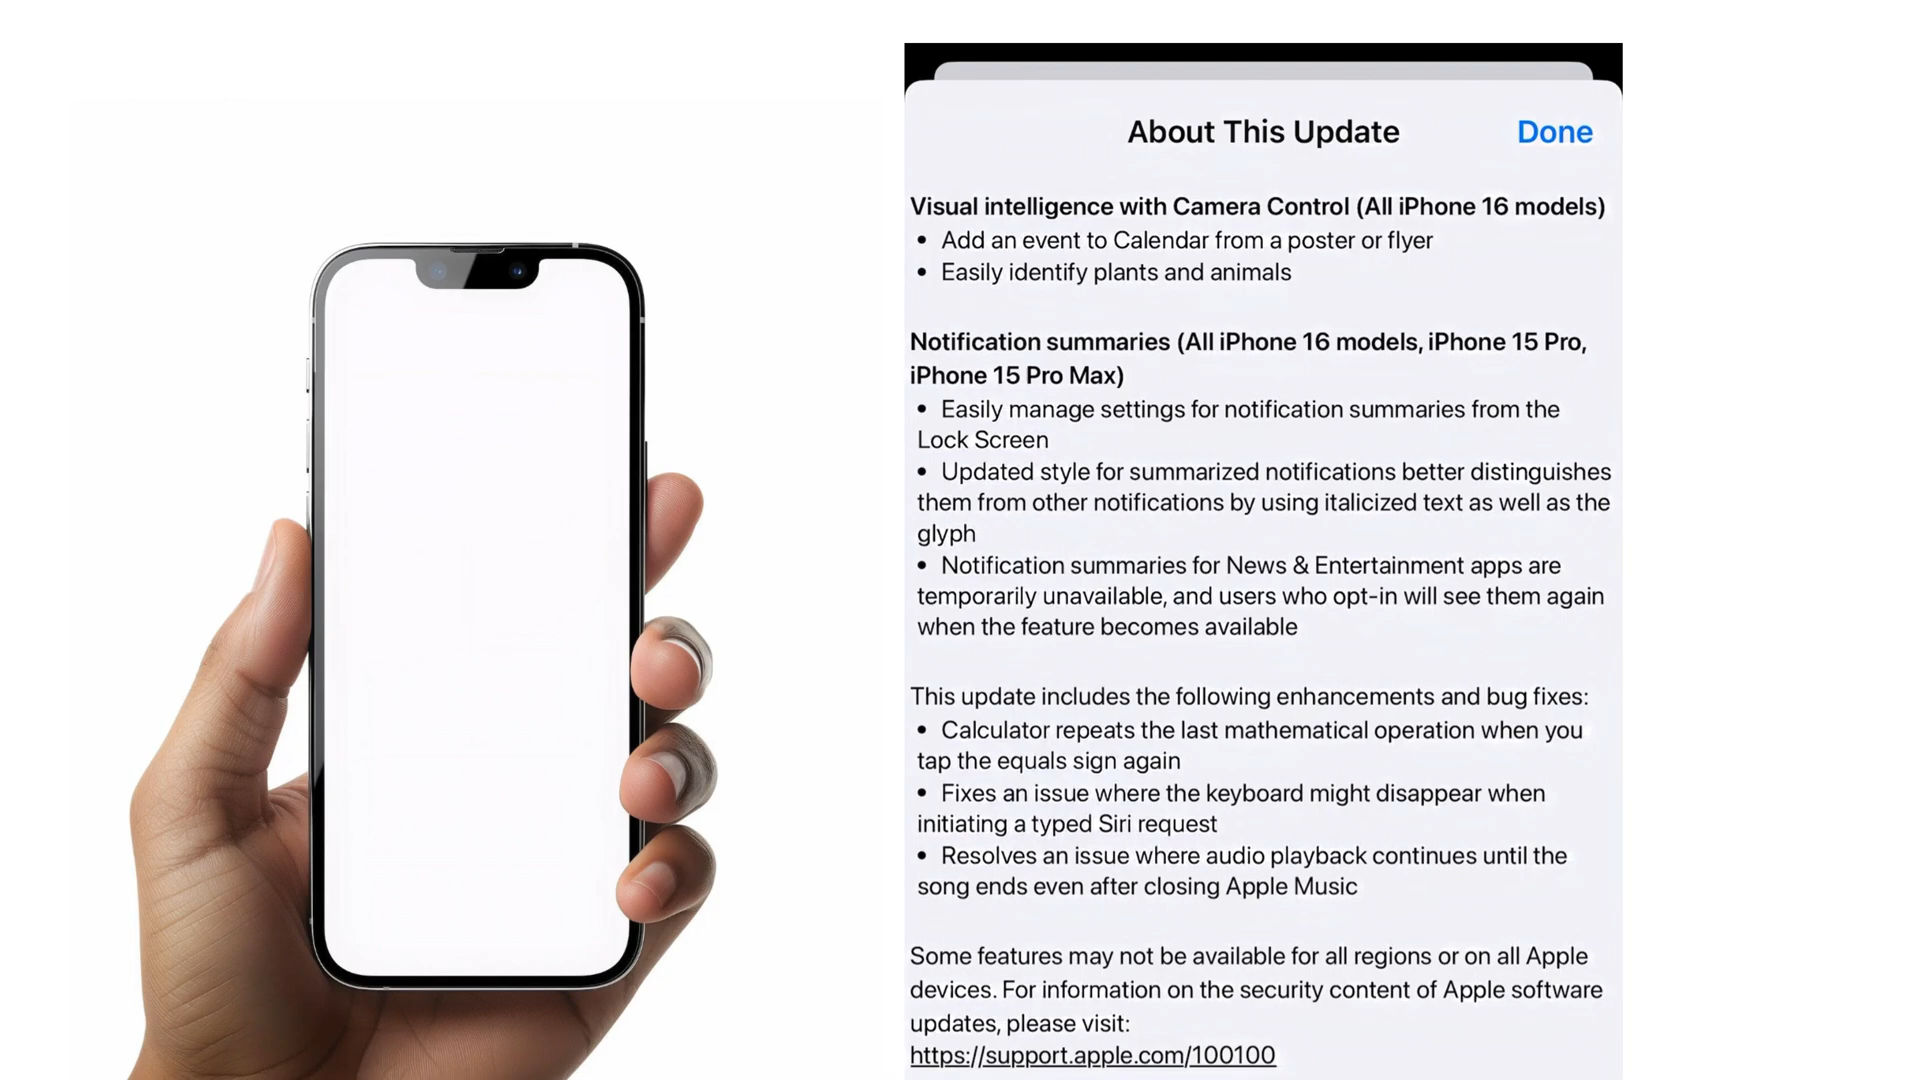 About This Update
Done
Visual intelligence with Camera Control (All iPhone 16 models)
• Add an event to Calendar from a poster or flyer
• Easily identify plants and animals
Notification summaries (All iPhone 16 models, iPhone 15 Pro,
iPhone 15 Pro Max)
• Easily manage settings for notification summaries from the
Lock Screen
• Updated style for summarized notifications better distinguishes
them from other notifications by using italicized text as well as the
glyph
• Notification summaries for News & Entertainment apps are
temporarily unavailable, and users who opt-in will see them again
when the feature becomes available
This update includes the following enhancements and bug fixes:
• Calculator repeats the last mathematical operation when you
tap the equals sign again
• Fixes an issue where the keyboard might disappear when
initiating a typed Siri request
• Resolves an issue where audio playback continues until the
song ends even after closing Apple Music
Some features may not be available for all regions or on all Apple
devices. For information on the security content of Apple software
updates, please visit:
https://support.apple.com/100100